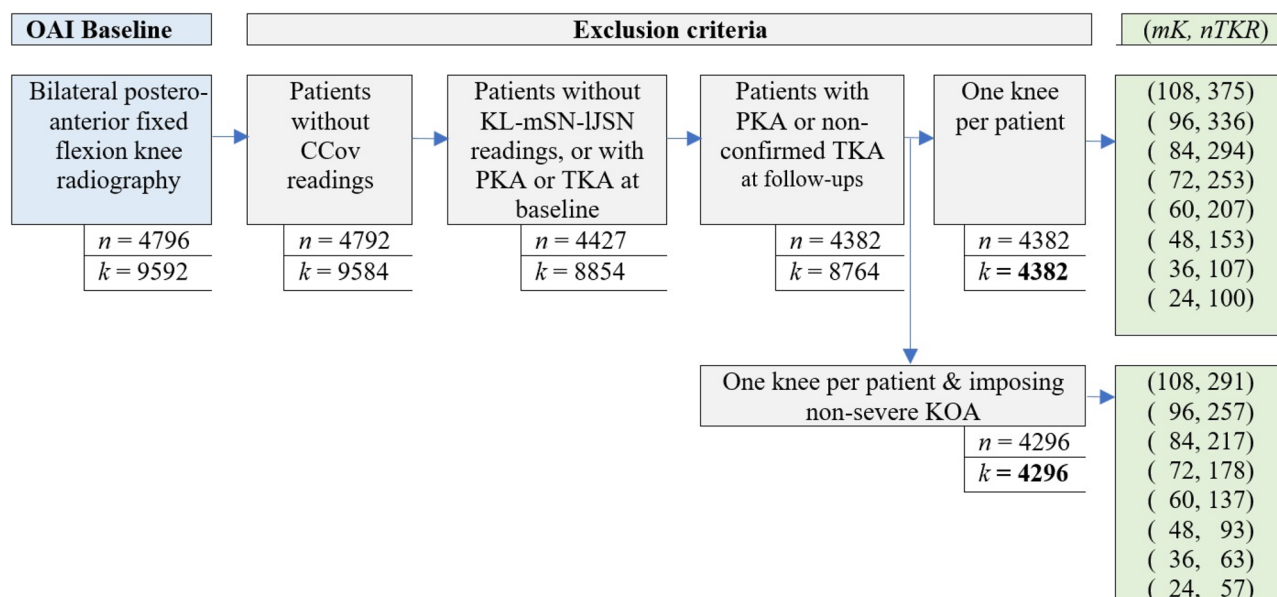 OAI Baseline
Exclusion criteria
(mK, nTKR)
Bilateral postero-
anterior fixed
flexion knee
radiography
n = 4796
k = 9592
Patients
without
CCov
readings
n = 4792
k = 9584
Patients without
KL-mSN-lJSN
readings, or with
PKA or TKA at
baseline
n = 4427
k = 8854
Patients with
PKA or non-
confirmed TKA
at follow-ups
n = 4382
k = 8764
One knee
per patient
n = 4382
k = 4382
(108, 375)
( 96, 336)
( 84, 294)
( 72, 253)
( 60, 207)
( 48, 153)
( 36, 107)
( 24, 100)
One knee per patient & imposing
non-severe KOA
n = 4296
k = 4296
(108, 291)
( 96, 257)
( 84, 217)
( 72, 178)
( 60, 137)
( 48, 93)
( 36, 63)
( 24, 57)